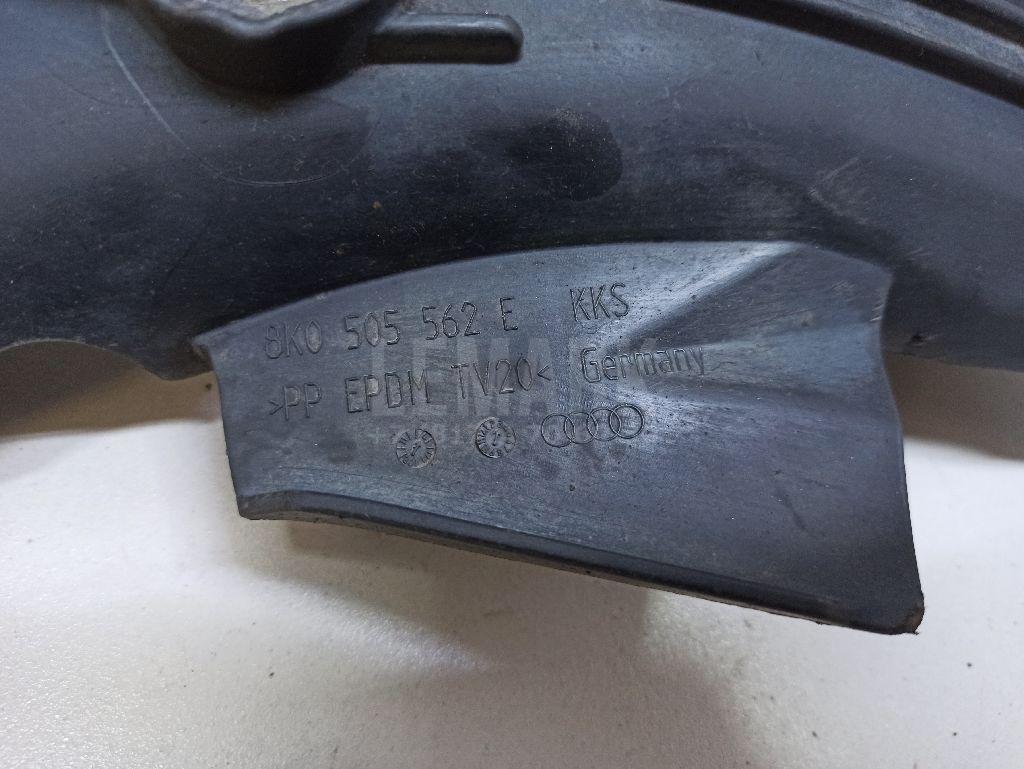 8K0 505 562 E KKS
>PP EPDM TV20< Germany